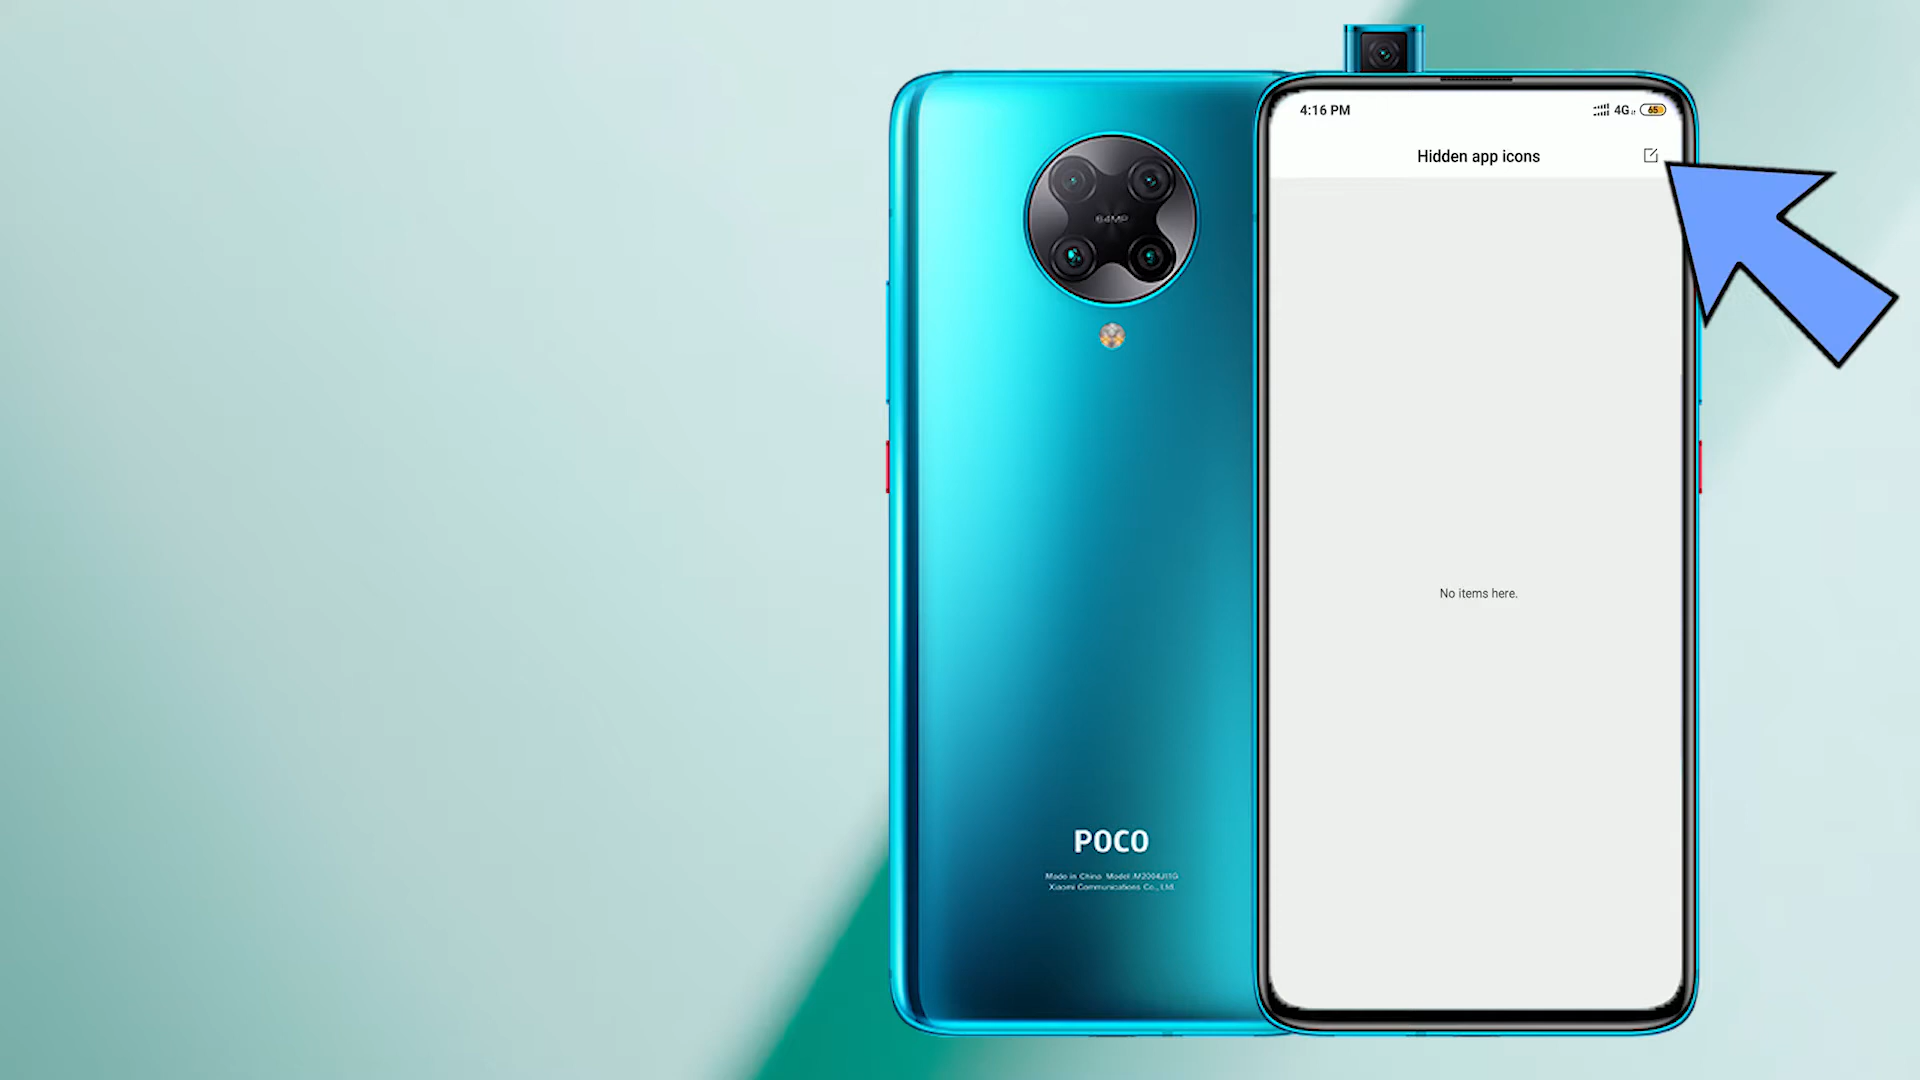 4:16 PM
4G 65
Hidden app icons
64MP
No items here.
POCO
Made in China Model:M2004J11G
Xiaomi Communications Co., Ltd.